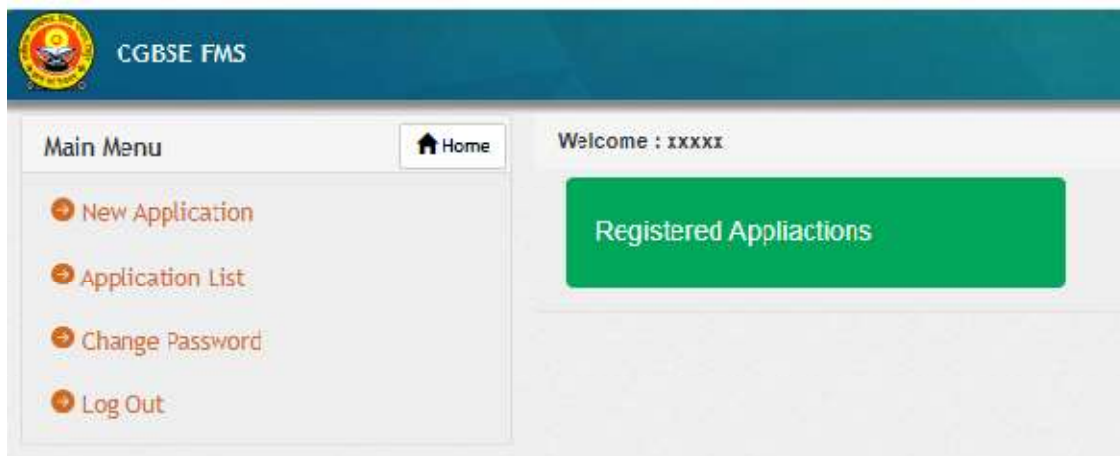 CGBSE FMS
Main Menu
Home
Welcome : xxxxx
New Application
Application List
Change Password
Log Out
Registered Appliactions